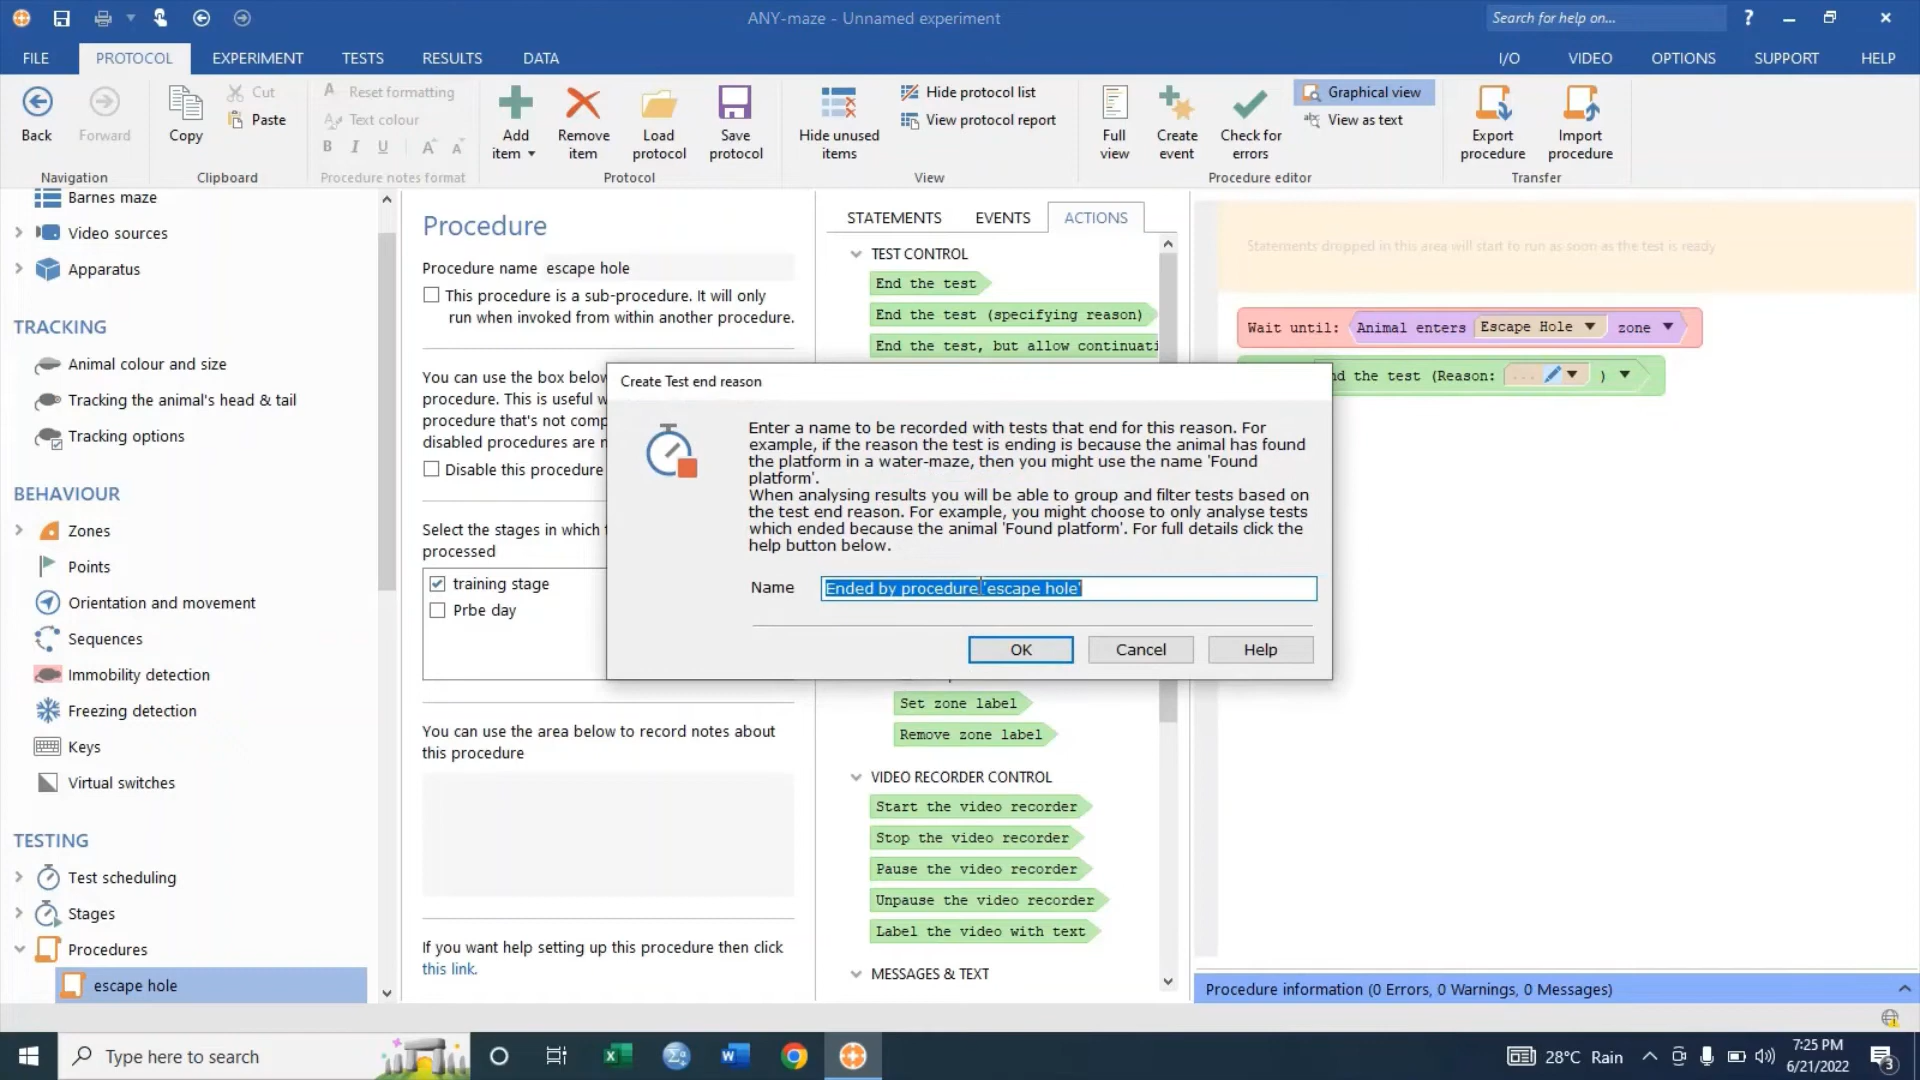 ANY-maze - Unnamed experiment
Search for help on...
?
FILE PROTOCOL EXPERIMENT TESTS RESULTS DATA I/O VIDEO OPTIONS SUPPORT HELP
Back
Forward
Navigation
Copy
Cut
Paste
Clipboard
A Reset formatting
Text colour
B I U A A
Procedure notes format
Add item
Remove item
Load protocol
Save protocol
Protocol
Hide unused items
Hide protocol list
View protocol report
View
Full view
Create event
Check for errors
Graphical view
abc View as text
Procedure editor
Export procedure
Import procedure
Transfer
Barnes maze
Video sources
Apparatus
TRACKING
Animal colour and size
Tracking the animal's head & tail
Tracking options
BEHAVIOUR
Zones
Points
Orientation and movement
Sequences
Immobility detection
Freezing detection
Keys
Virtual switches
TESTING
Test scheduling
Stages
Procedures
escape hole
Procedure
Procedure name escape hole
This procedure is a sub-procedure. It will only
run when invoked from within another procedure.
You can use the box below
procedure. This is useful w
procedure that's not comp
disabled procedures are n
Disable this procedure
Select the stages in which t
processed
training stage
Prbe day
You can use the area below to record notes about
this procedure
If you want help setting up this procedure then click
this link.
STATEMENTS EVENTS ACTIONS
TEST CONTROL
End the test
End the test (specifying reason)
End the test, but allow continuati
Set zone label
Remove zone label
VIDEO RECORDER CONTROL
Start the video recorder
Stop the video recorder
Pause the video recorder
Unpause the video recorder
Label the video with text
MESSAGES & TEXT
Statements dropped in this area will start to run as soon as the test is ready
Wait until: Animal enters Escape Hole zone
nd the test (Reason: ... )
Create Test end reason
Enter a name to be recorded with tests that end for this reason. For
example, if the reason the test is ending is because the animal has found
the platform in a water-maze, then you might use the name 'Found
platform'.
When analysing results you will be able to group and filter tests based on
the test end reason. For example, you might choose to only analyse tests
which ended because the animal 'Found platform'. For full details click the
help button below.
Name Ended by procedure 'escape hole'
OK Cancel Help
Procedure information (0 Errors, 0 Warnings, 0 Messages)
Type here to search
28°C Rain
7:25 PM
6/21/2022
3